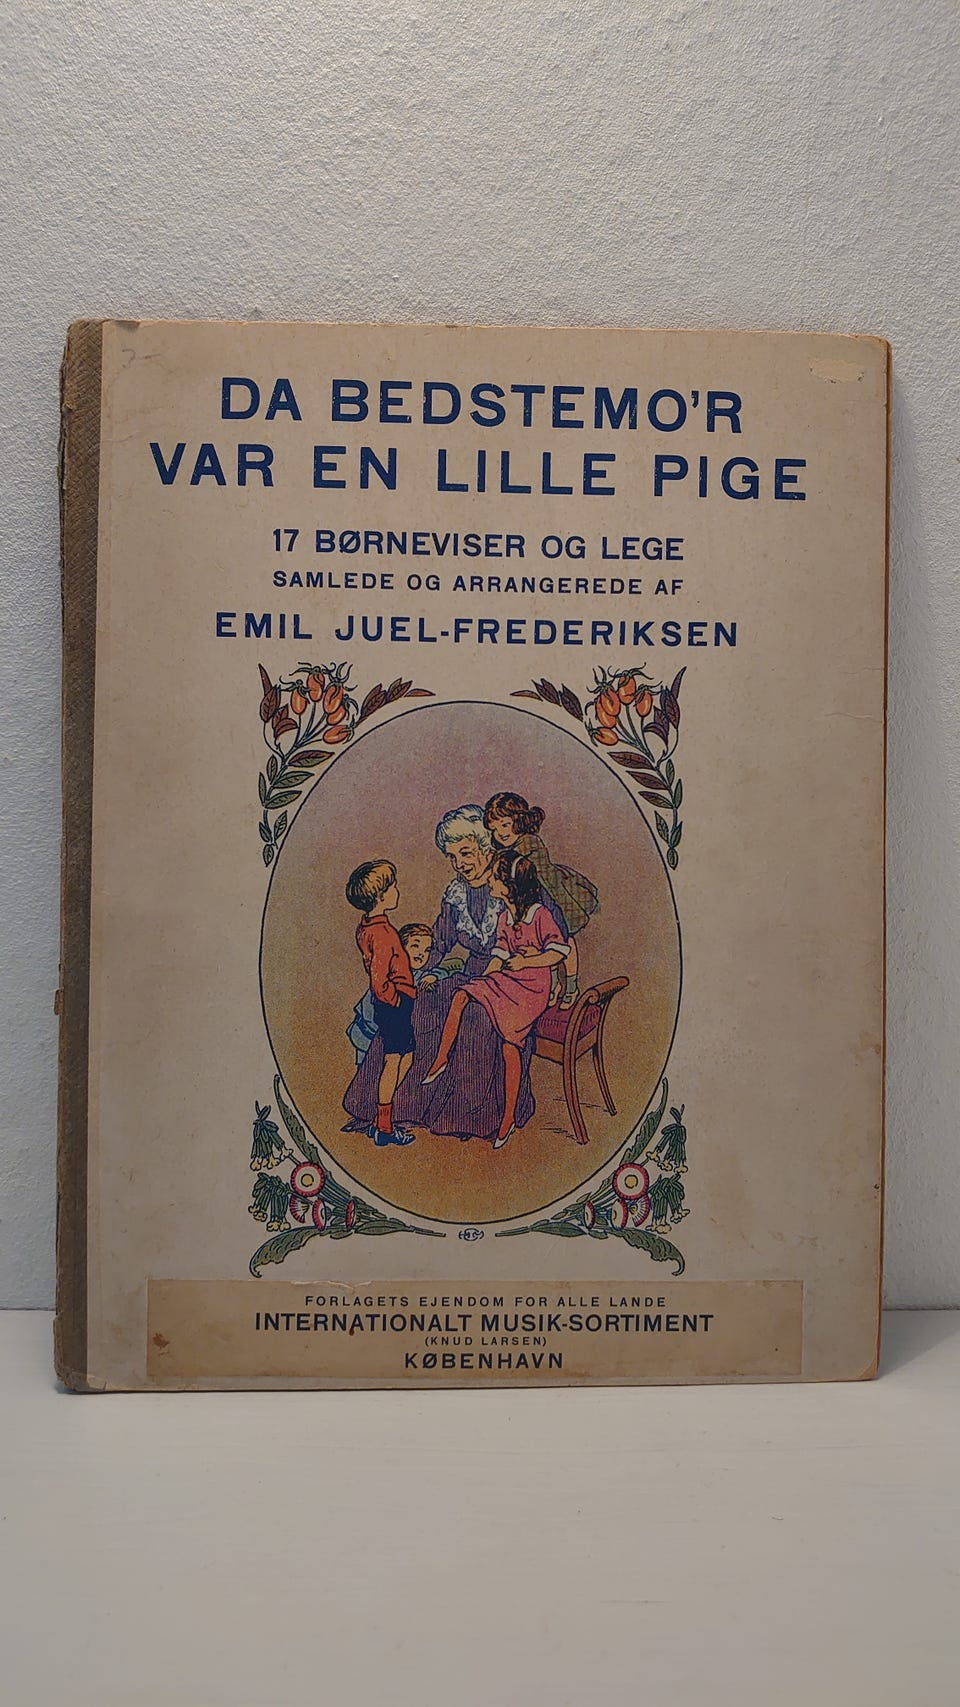 DA BEDSTEMO'R
VAR EN LILLE PIGE
17 BØRNEVISER OG LEGE
SAMLEDE OG ARRANGEREDE AF
EMIL JUEL-FREDERIKSEN
FORLAGETS EJENDOM FOR ALLE LANDE
INTERNATIONALT MUSIK-SORTIMENT
(KNUD LARSEN)
KØBENHAVN